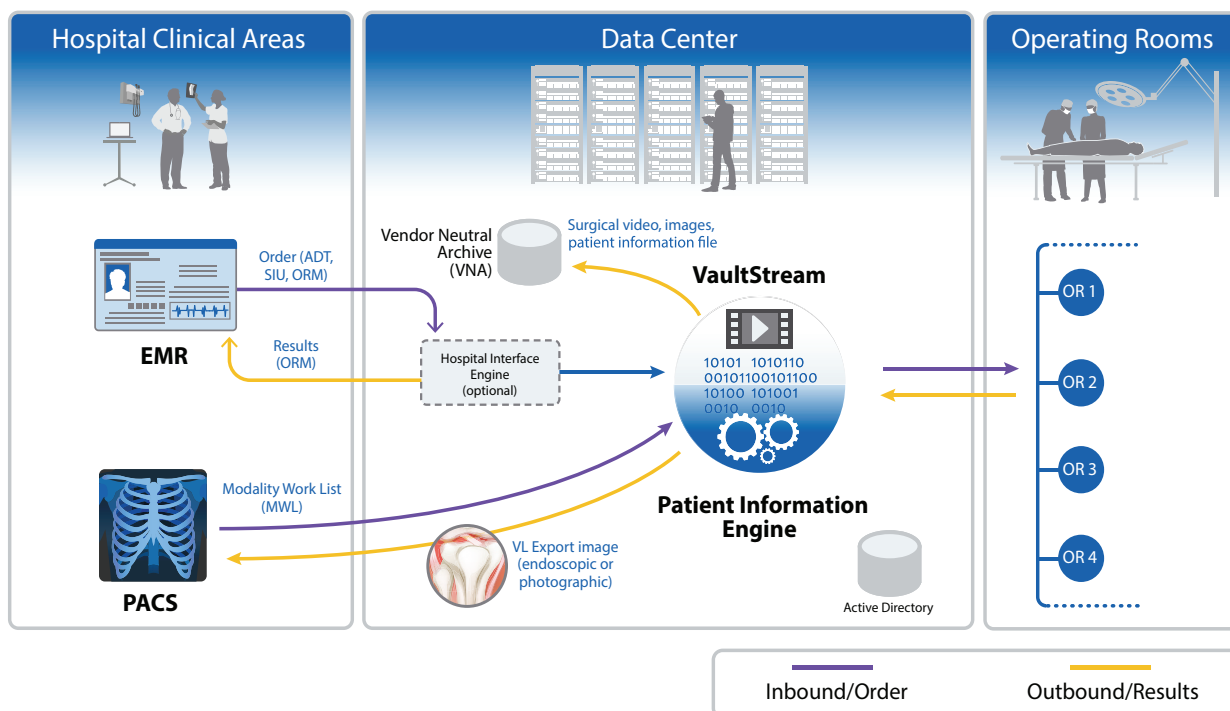 Hospital Clinical Areas
Data Center
Operating Rooms
Order (ADT,
SIU, ORM)
EMR
Results
(ORM)
Modality Work List
(MWL)
PACS
Vendor Neutral
Archive
(VNA)
Surgical video, images,
patient information file
VaultStream
Hospital Interface
Engine
(optional)
10101 1010110
00101100101100
10100 101001
0010 0010
Patient Information
Engine
VL Export image
(endoscopic or
photographic)
Active Directory
OR 1
OR 2
OR 3
OR 4
Inbound/Order
Outbound/Results